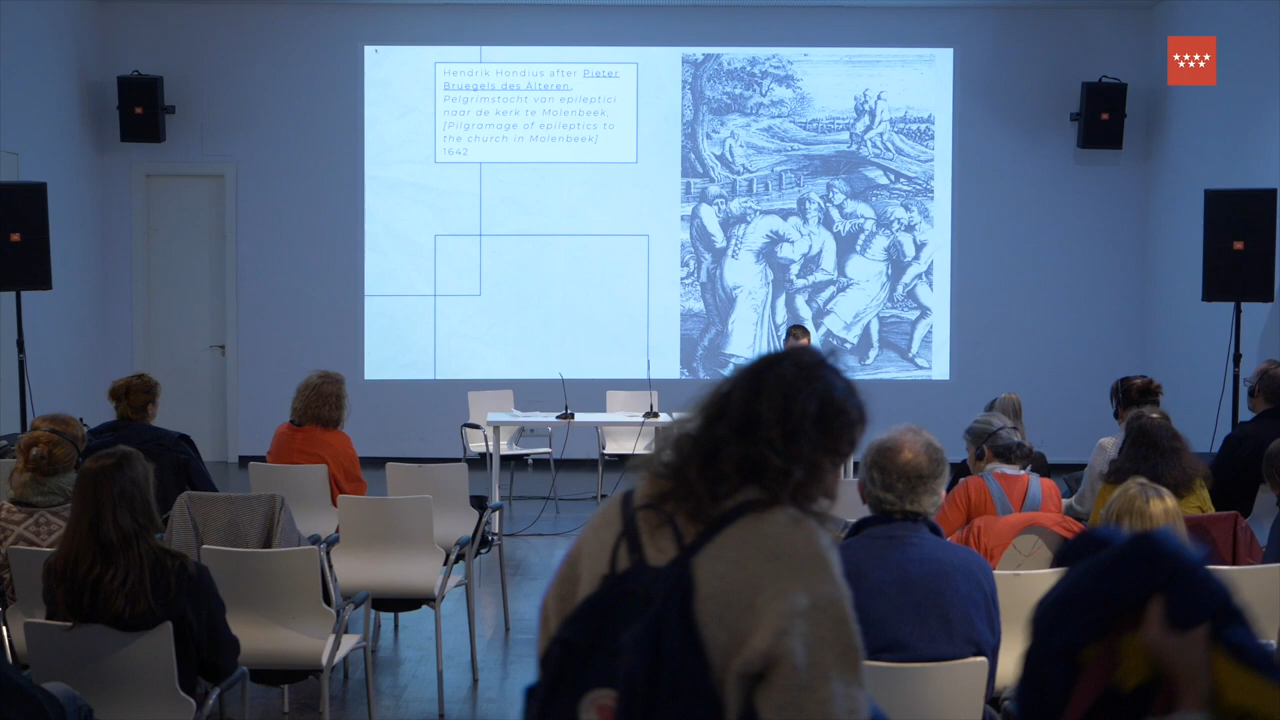 Hendrik Hondius after Pieter
Bruegels des Älteren,
Pelgrimstocht van epileptici
naar de kerk te Molenbeek,
[Pilgramage of epileptics to
the church in Molenbeek]
1642